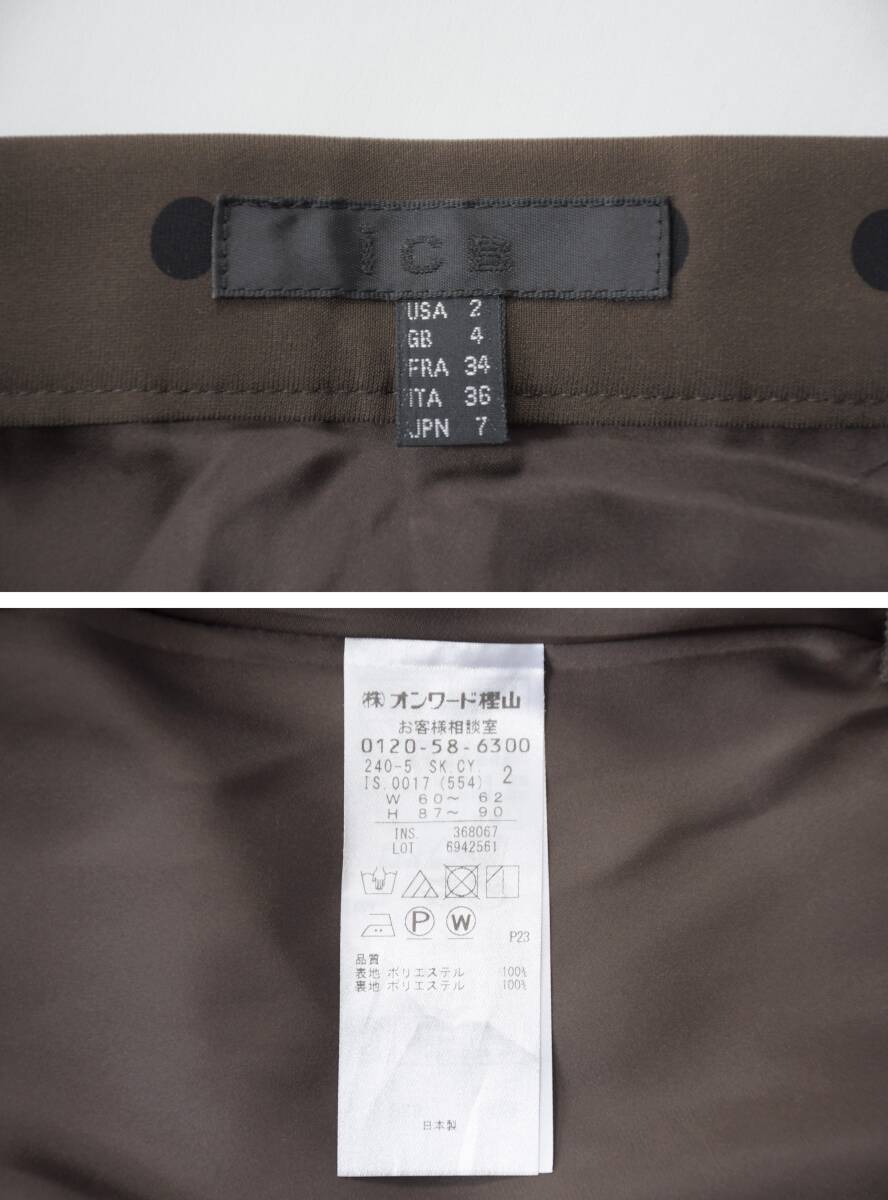 iCB
USA 2
GB 4
FRA 34
ITA 36
JPN 7
(株)オンワード樫山
お客様相談室
0120-58-6300
240-5 SK.CY.
IS.0017(554) 2
W 60～ 62
H 87～ 90
INS. 368067
LOT 6942561
P
W
P23
品質
表地 ポリエステル 100%
裏地 ポリエステル 100%
日本製